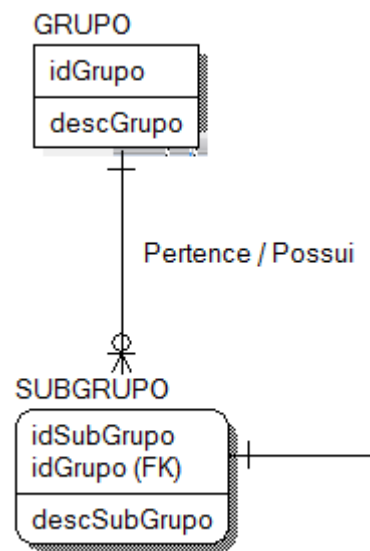 GRUPO
idGrupo
descGrupo
Pertence / Possui
SUBGRUPO
idSubGrupo
idGrupo (FK)
descSubGrupo